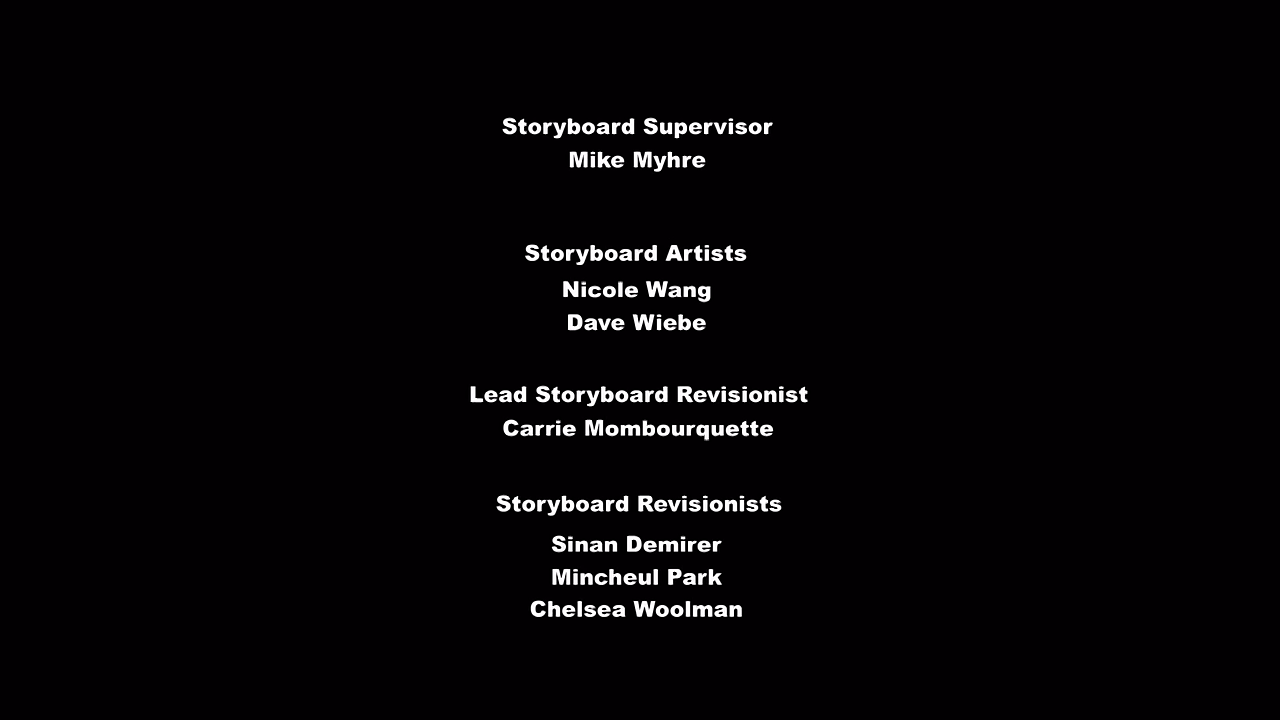 Storyboard Supervisor
Mike Myhre
Storyboard Artists
Nicole Wang
Dave Wiebe
Lead Storyboard Revisionist
Carrie Mombourquette
Storyboard Revisionists
Sinan Demirer
Mincheul Park
Chelsea Woolman